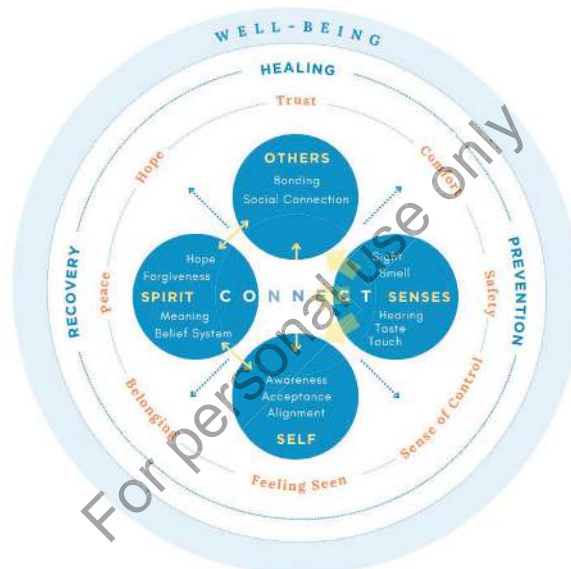 WELL-BEING
HEALING
Trust
Hope
Comfort
OTHERS
Bonding
Social Connection
RECOVERY
PREVENTION
Peace
Safety
Hope
Forgiveness
SPIRIT
Meaning
Belief System
CONNECT
Sight
Smell
SENSES
Hearing
Taste
Touch
Awareness
Acceptance
Alignment
SELF
Belonging
Sense of Control
Feeling Seen
For personal use only